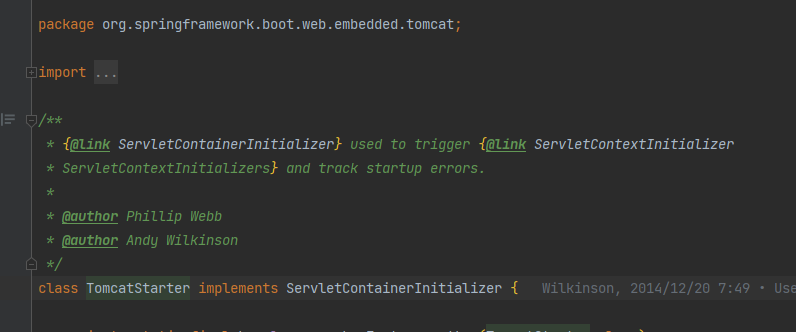 package org.springframework.boot.web.embedded.tomcat;
import ...
/**
* {@link ServletContainerInitializer} used to trigger {@link ServletContextInitializer
* ServletContextInitializers} and track startup errors.
*
* @author Phillip Webb
* @author Andy Wilkinson
*/
class TomcatStarter implements ServletContainerInitializer { Wilkinson, 2014/12/20 7:49 • Use